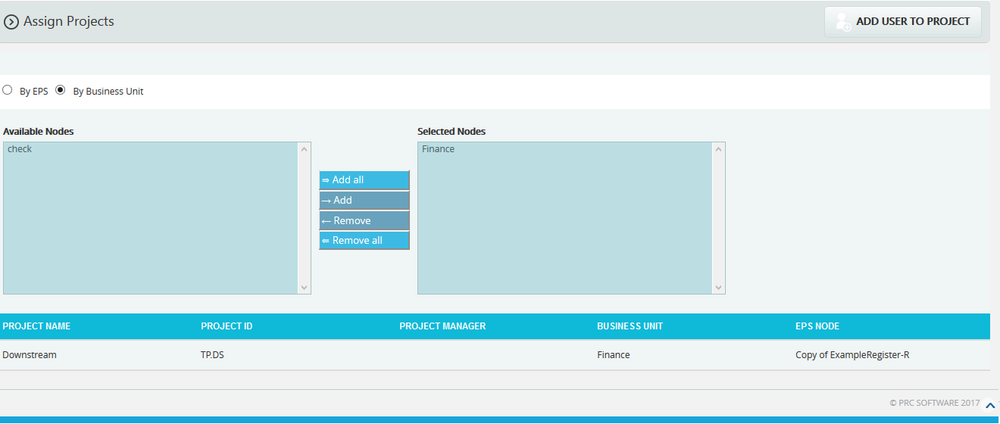 Assign Projects
ADD USER TO PROJECT
By EPS By Business Unit
Available Nodes
Selected Nodes
check
Finance
⇒ Add all
→ Add
← Remove
⇐ Remove all
PROJECT NAME PROJECT ID PROJECT MANAGER BUSINESS UNIT EPS NODE
Downstream TP.DS Finance Copy of ExampleRegister-R
© PRC SOFTWARE 2017